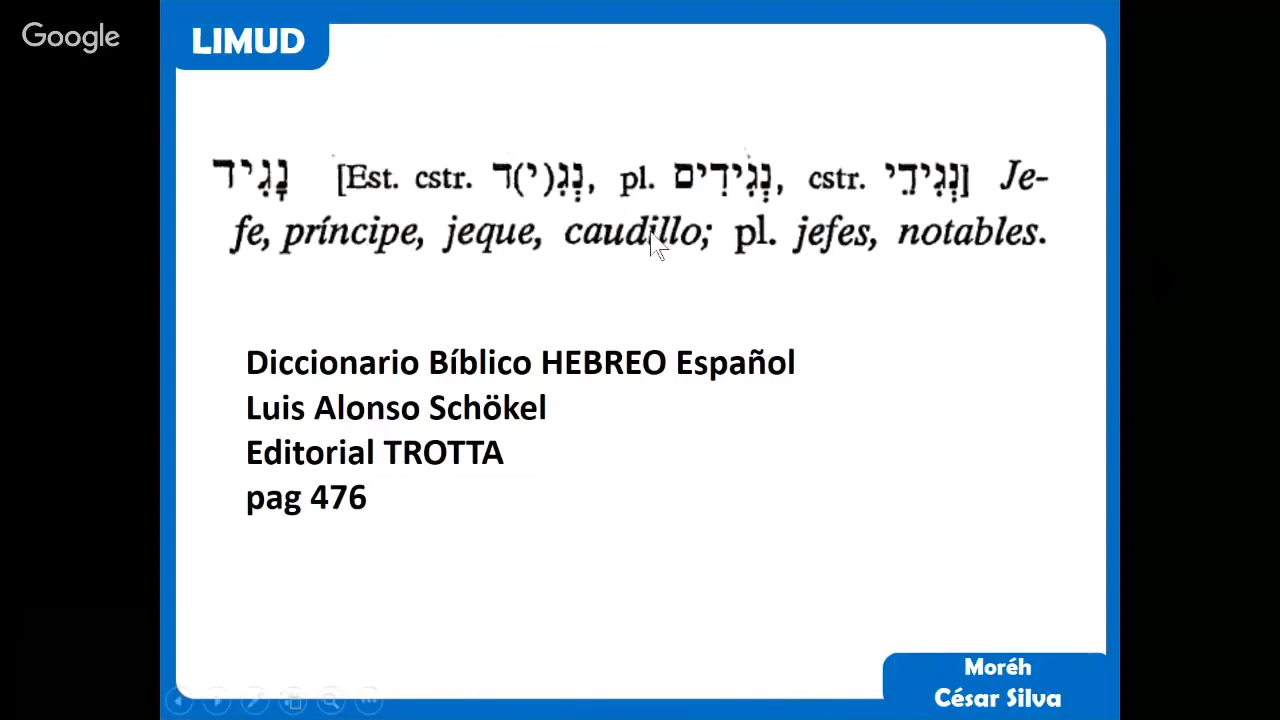 Google
LIMUD
נָגִיד [Est. cstr. נְגִ(י)ד, pl. נְגִידִים, cstr. נְגִידֵי] Je-
fe, príncipe, jeque, caudillo; pl. jefes, notables.
Diccionario Bíblico HEBREO Español
Luis Alonso Schökel
Editorial TROTTA
pag 476
Moréh
César Silva